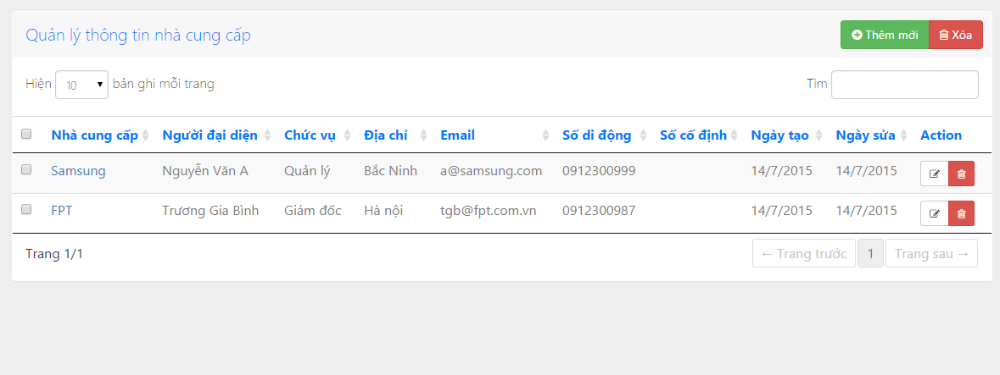 Quản lý thông tin nhà cung cấp Thêm mới Xóa
Hiện 10 bản ghi mỗi trang Tìm
Nhà cung cấp Người đại diện Chức vụ Địa chỉ Email Số di động Số cố định Ngày tạo Ngày sửa Action
Samsung Nguyễn Văn A Quản lý Bắc Ninh a@samsung.com 0912300999 14/7/2015 14/7/2015
FPT Trương Gia Bình Giám đốc Hà nội tgb@fpt.com.vn 0912300987 14/7/2015 14/7/2015
Trang 1/1 ← Trang trước 1 Trang sau →